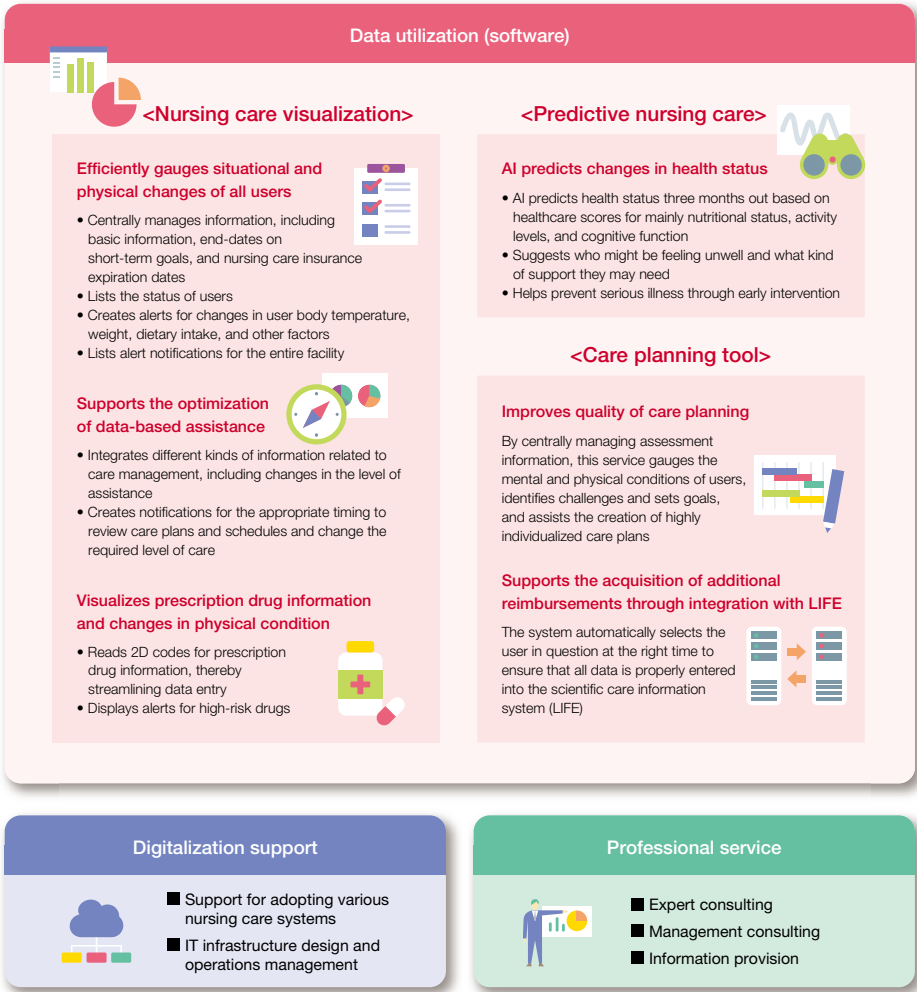 Data utilization (software)
<Nursing care visualization>
Efficiently gauges situational and
physical changes of all users
• Centrally manages information, including
basic information, end-dates on
short-term goals, and nursing care insurance
expiration dates
• Lists the status of users
• Creates alerts for changes in user body temperature,
weight, dietary intake, and other factors
• Lists alert notifications for the entire facility
Supports the optimization
of data-based assistance
• Integrates different kinds of information related to
care management, including changes in the level of
assistance
• Creates notifications for the appropriate timing to
review care plans and schedules and change the
required level of care
Visualizes prescription drug information
and changes in physical condition
• Reads 2D codes for prescription
drug information, thereby
streamlining data entry
• Displays alerts for high-risk drugs
<Predictive nursing care>
AI predicts changes in health status
• AI predicts health status three months out based on
healthcare scores for mainly nutritional status, activity
levels, and cognitive function
• Suggests who might be feeling unwell and what kind
of support they may need
• Helps prevent serious illness through early intervention
<Care planning tool>
Improves quality of care planning
By centrally managing assessment
information, this service gauges the
mental and physical conditions of users,
identifies challenges and sets goals,
and assists the creation of highly
individualized care plans
Supports the acquisition of additional
reimbursements through integration with LIFE
The system automatically selects the
user in question at the right time to
ensure that all data is properly entered
into the scientific care information
system (LIFE)
Digitalization support
■ Support for adopting various
nursing care systems
■ IT infrastructure design and
operations management
Professional service
■ Expert consulting
■ Management consulting
■ Information provision